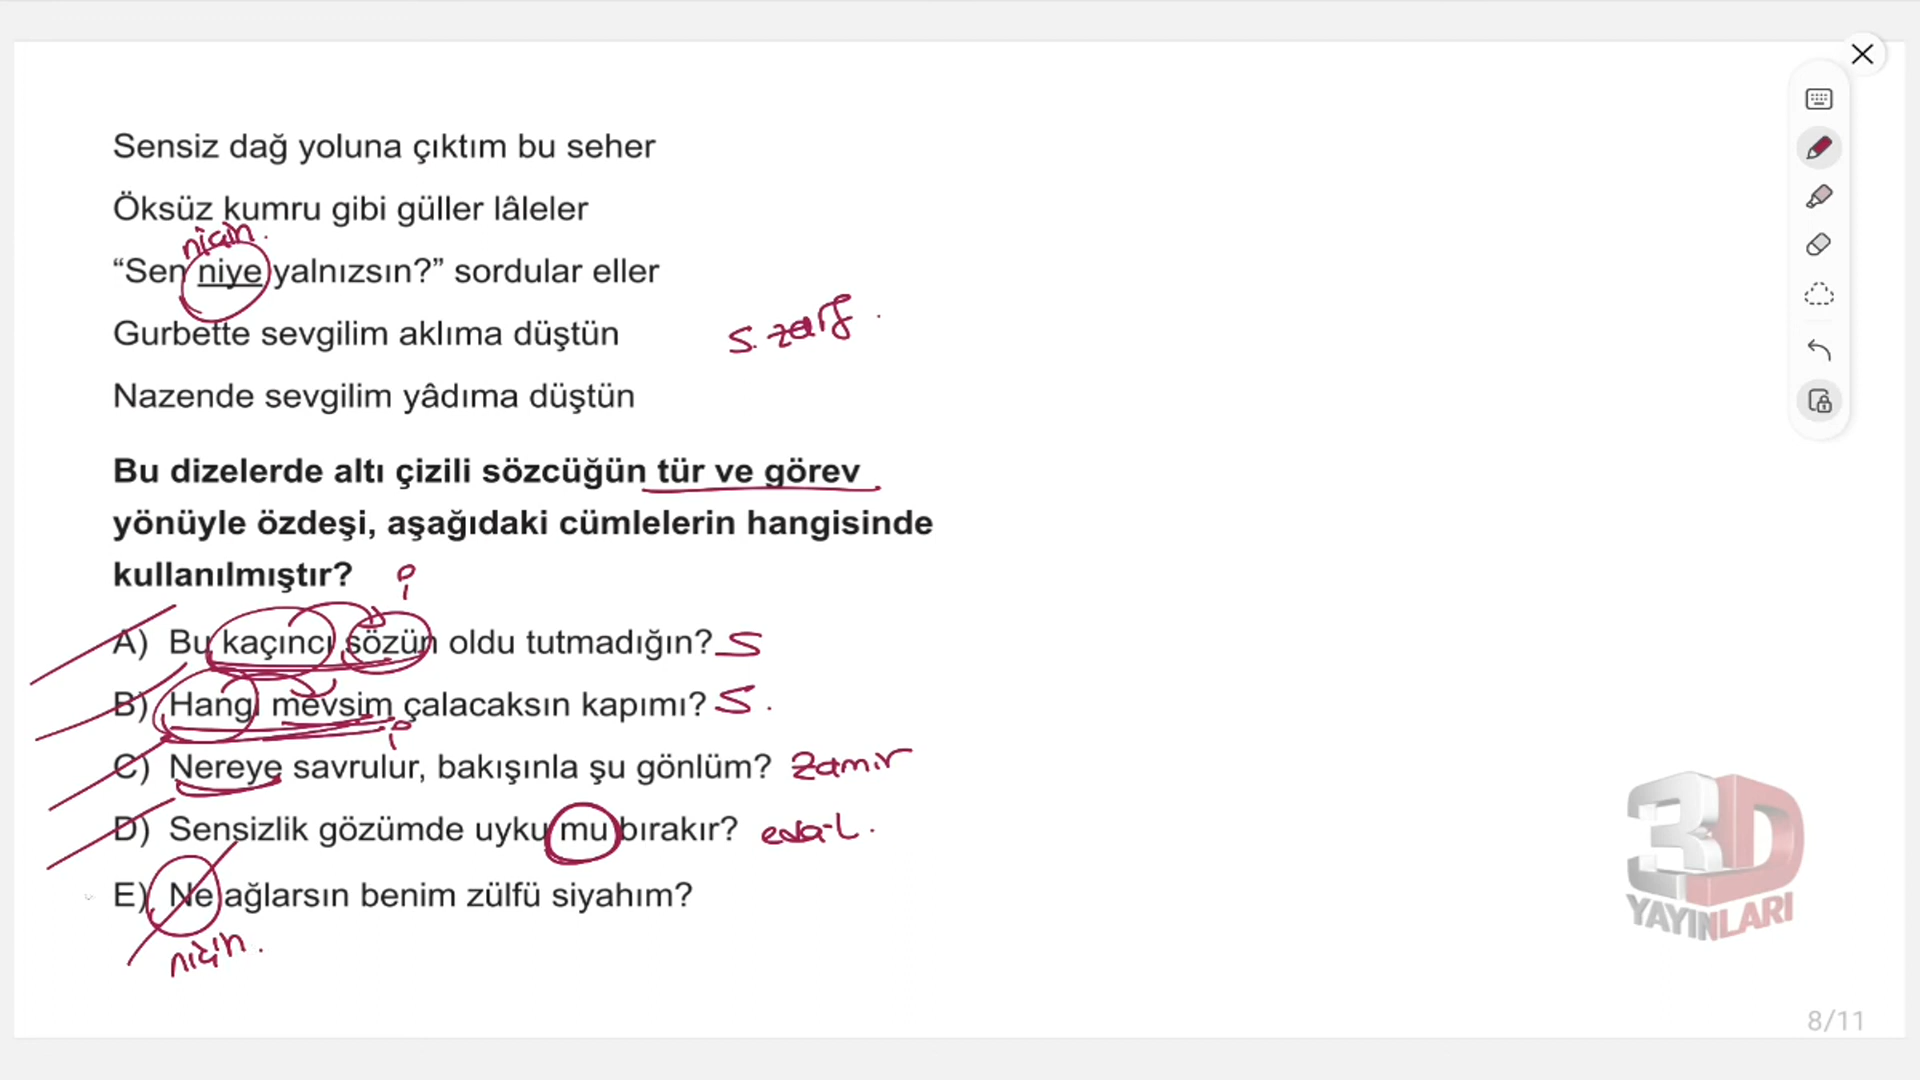 Sensiz dağ yoluna çıktım bu seher
Öksüz kumru gibi güller lâleler
niçin.
“Sen niye yalnızsın?” sordular eller
Gurbette sevgilim aklıma düştün
S. zarf
Nazende sevgilim yâdıma düştün
Bu dizelerde altı çizili sözcüğün tür ve görev
yönüyle özdeşi, aşağıdaki cümlelerin hangisinde
kullanılmıştır?
i
A) Bu kaçıncı sözün oldu tutmadığın? S
B) Hangi mevsim çalacaksın kapımı? S.
i
C) Nereye savrulur, bakışınla şu gönlüm? Zamir
D) Sensizlik gözümde uyku mu bırakır? edat.
E) Ne ağlarsın benim zülfü siyahım?
niçin.
3D
YAYINLARI
8/11